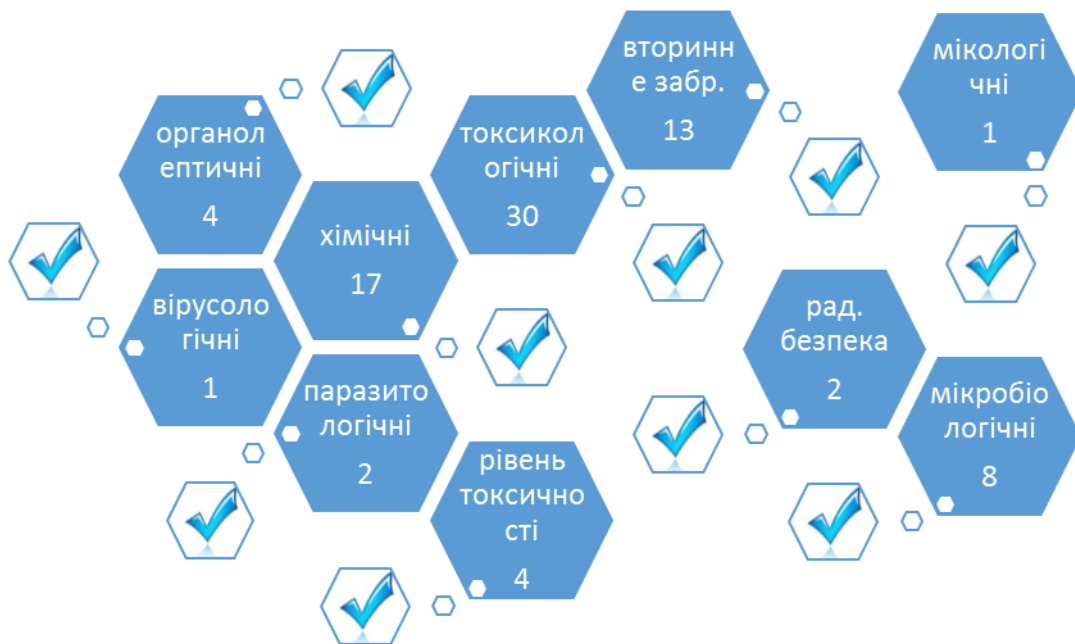 органол
ептичні
4
вірусоло
гічні
1
хімічні
17
паразито
логічні
2
токсикол
огічні
30
рівень
токсично
сті
4
вторинн
е забр.
13
рад.
безпека
2
мікологі
чні
1
мікробіо
логічні
8